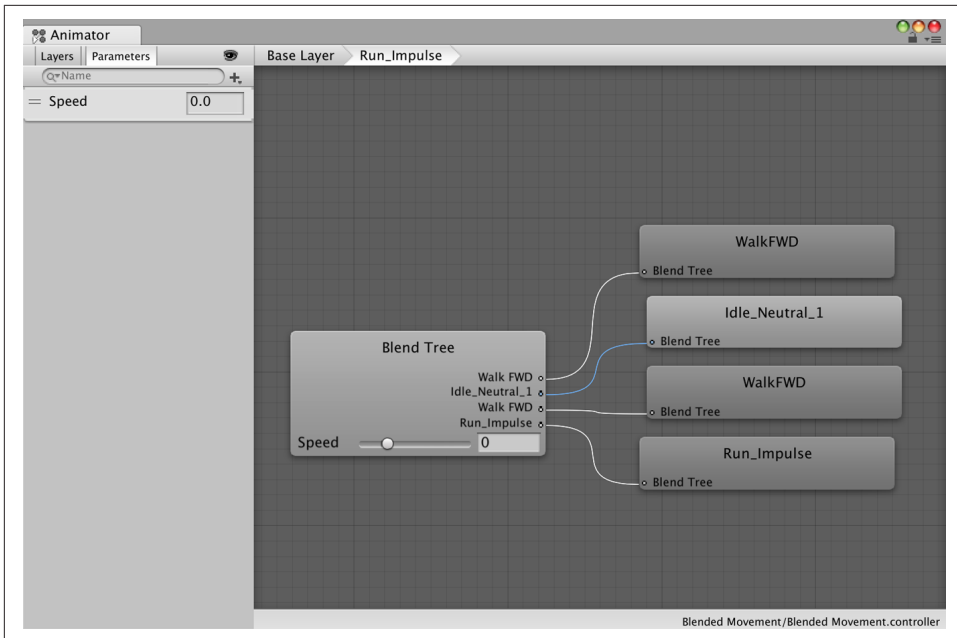 Animator
Layers Parameters
Base Layer Run_Impulse
Name
Speed 0.0
WalkFWD
Blend Tree
Idle_Neutral_1
Blend Tree
Blend Tree
Walk FWD
Idle_Neutral_1
Walk FWD
Run_Impulse
Speed 0
WalkFWD
Blend Tree
Run_Impulse
Blend Tree
Blended Movement/Blended Movement.controller